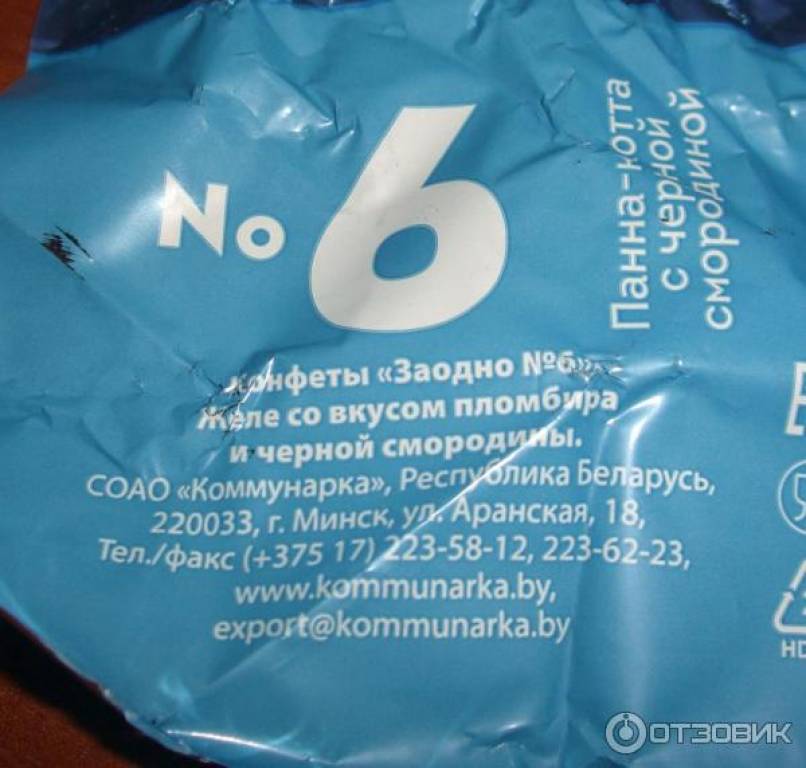 № 6
Панна-котта
с черной
смородиной
конфеты «Заодно №6»
Желе со вкусом пломбира
и черной смородины.
СОАО «Коммунарка», Республика Беларусь,
220033, г. Минск, ул. Аранская, 18,
Тел./факс (+375 17) 223-58-12, 223-62-23,
www.kommunarka.by,
export@kommunarka.by
ОТЗОВИК